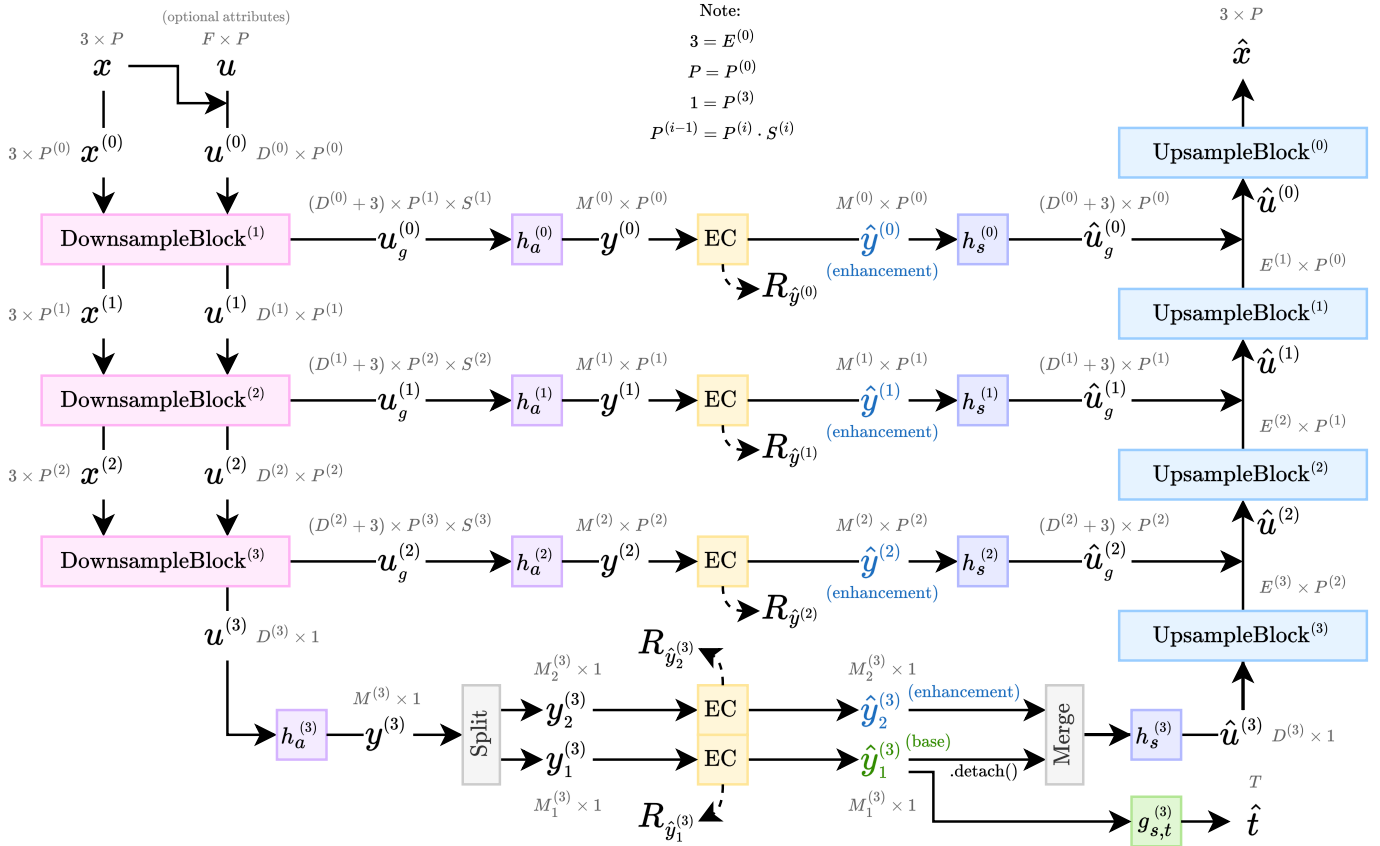 (optional attributes)
3 × P
F × P
x
u
Note:
3 = E^(0)
P = P^(0)
1 = P^(3)
P^(i−1) = P^(i) · S^(i)
3 × P
x̂
3 × P^(0) x^(0)
u^(0) D^(0) × P^(0)
UpsampleBlock^(0)
û^(0)
DownsampleBlock^(1)
(D^(0) + 3) × P^(1) × S^(1)
u_g^(0)
h_a^(0)
M^(0) × P^(0)
y^(0)
EC
R_ŷ^(0)
M^(0) × P^(0)
ŷ^(0)
(enhancement)
h_s^(0)
(D^(0) + 3) × P^(0)
û_g^(0)
E^(1) × P^(0)
3 × P^(1) x^(1)
u^(1) D^(1) × P^(1)
UpsampleBlock^(1)
û^(1)
DownsampleBlock^(2)
(D^(1) + 3) × P^(2) × S^(2)
u_g^(1)
h_a^(1)
M^(1) × P^(1)
y^(1)
EC
R_ŷ^(1)
M^(1) × P^(1)
ŷ^(1)
(enhancement)
h_s^(1)
(D^(1) + 3) × P^(1)
û_g^(1)
E^(2) × P^(1)
3 × P^(2) x^(2)
u^(2) D^(2) × P^(2)
UpsampleBlock^(2)
û^(2)
DownsampleBlock^(3)
(D^(2) + 3) × P^(3) × S^(3)
u_g^(2)
h_a^(2)
M^(2) × P^(2)
y^(2)
EC
R_ŷ^(2)
M^(2) × P^(2)
ŷ^(2)
(enhancement)
h_s^(2)
(D^(2) + 3) × P^(2)
û_g^(2)
E^(3) × P^(2)
UpsampleBlock^(3)
u^(3) D^(3) × 1
h_a^(3)
M^(3) × 1
y^(3)
Split
M_2^(3) × 1
y_2^(3)
R_ŷ_2^(3)
EC
M_2^(3) × 1
ŷ_2^(3) (enhancement)
y_1^(3)
M_1^(3) × 1
EC
R_ŷ_1^(3)
ŷ_1^(3) (base)
M_1^(3) × 1
.detach()
Merge
h_s^(3)
û^(3) D^(3) × 1
g_s,t^(3)
T
t̂